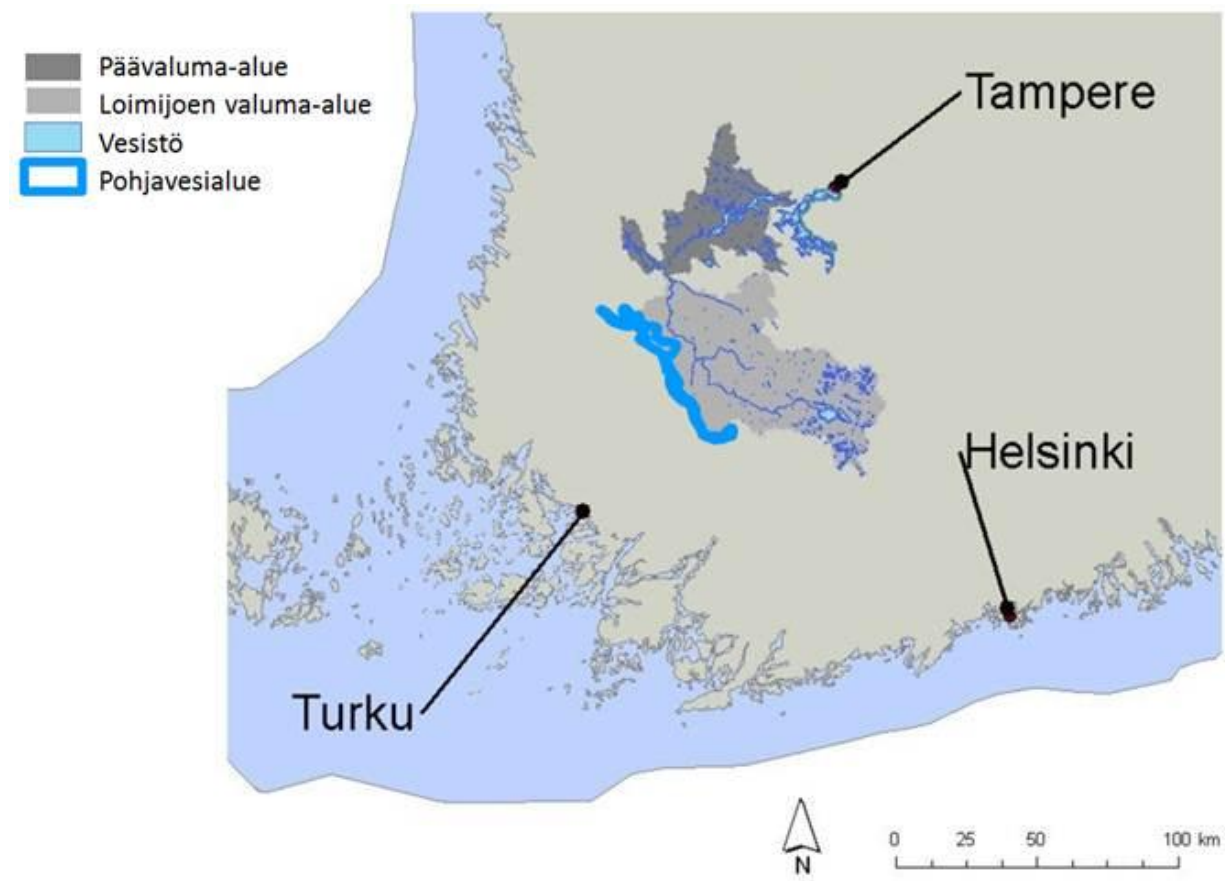 Päävaluma-alue
Loimijoen valuma-alue
Vesistö
Pohjavesialue
Tampere
Helsinki
Turku
N
0 25 50 100 km